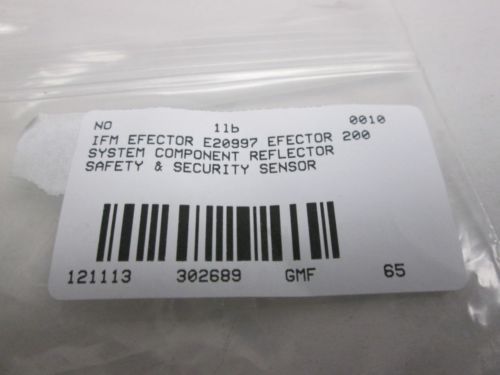 NO 11b 0010
IFM EFECTOR E20997 EFECTOR 200
SYSTEM COMPONENT REFLECTOR
SAFETY & SECURITY SENSOR
121113 302689 GMF 65